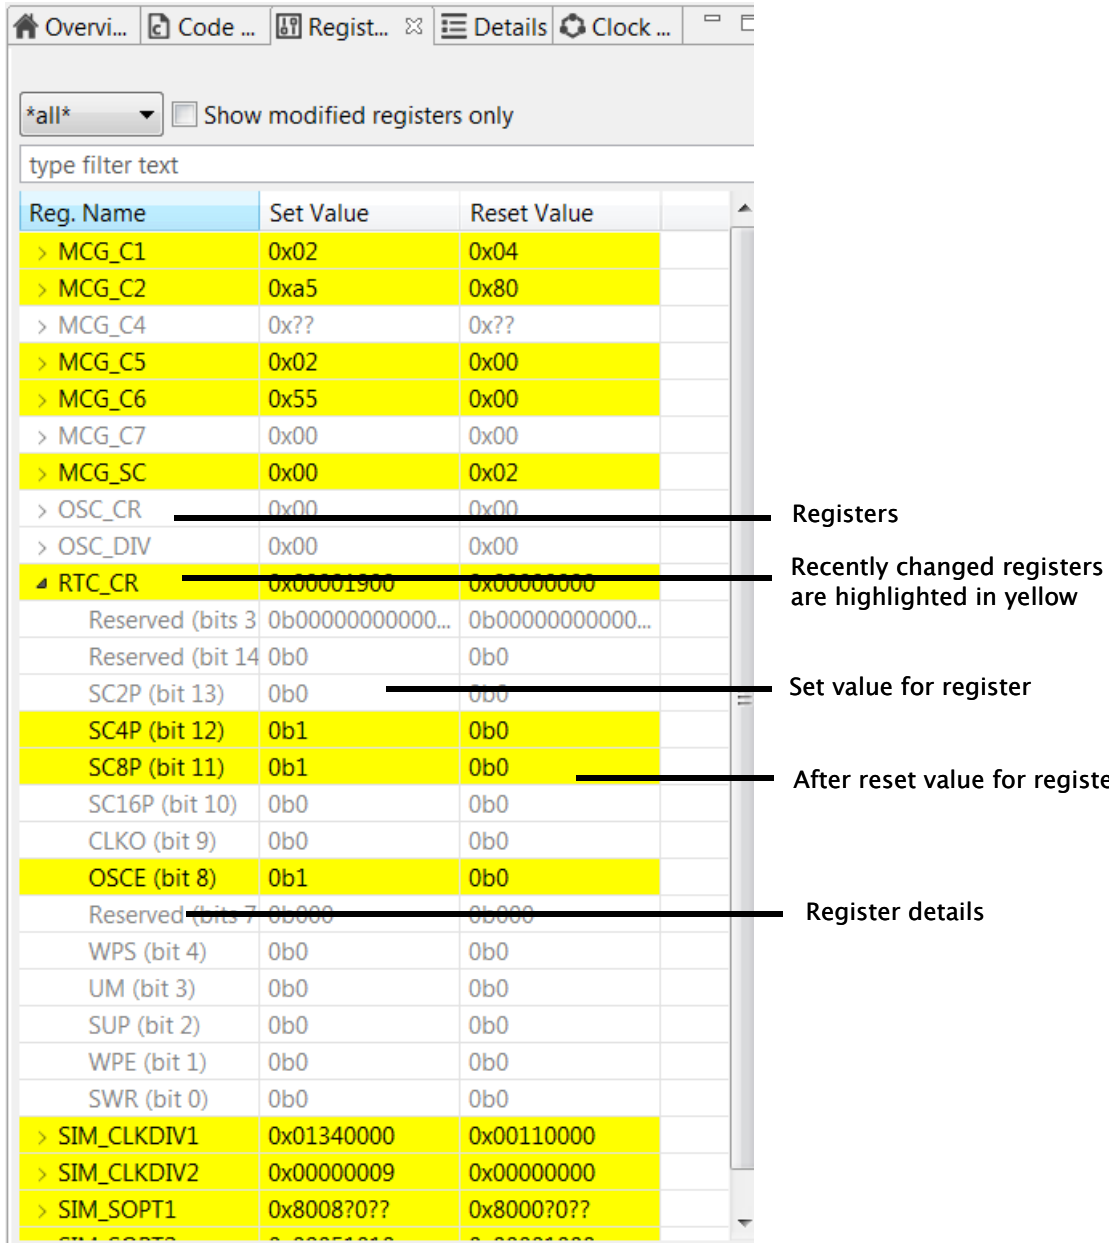 Overvi... Code ... Regist... Details Clock ...
*all* Show modified registers only
type filter text
Reg. Name Set Value Reset Value
MCG_C1 0x02 0x04
MCG_C2 0xa5 0x80
MCG_C4 0x?? 0x??
MCG_C5 0x02 0x00
MCG_C6 0x55 0x00
MCG_C7 0x00 0x00
MCG_SC 0x00 0x02
OSC_CR 0x00 0x00
Registers
OSC_DIV 0x00 0x00
RTC_CR 0x00001900 0x00000000
Recently changed registers
are highlighted in yellow
Reserved (bits 3 0b00000000000... 0b00000000000...
Reserved (bit 14 0b0 0b0
SC2P (bit 13) 0b0 0b0
Set value for register
SC4P (bit 12) 0b1 0b0
SC8P (bit 11) 0b1 0b0
After reset value for registe
SC16P (bit 10) 0b0 0b0
CLKO (bit 9) 0b0 0b0
OSCE (bit 8) 0b1 0b0
Reserved (bits 7 0b000 0b000
Register details
WPS (bit 4) 0b0 0b0
UM (bit 3) 0b0 0b0
SUP (bit 2) 0b0 0b0
WPE (bit 1) 0b0 0b0
SWR (bit 0) 0b0 0b0
SIM_CLKDIV1 0x01340000 0x00110000
SIM_CLKDIV2 0x00000009 0x00000000
SIM_SOPT1 0x8008?0?? 0x8000?0??